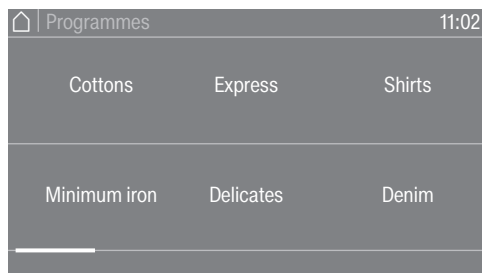 Programmes 11:02
Cottons Express Shirts
Minimum iron Delicates Denim